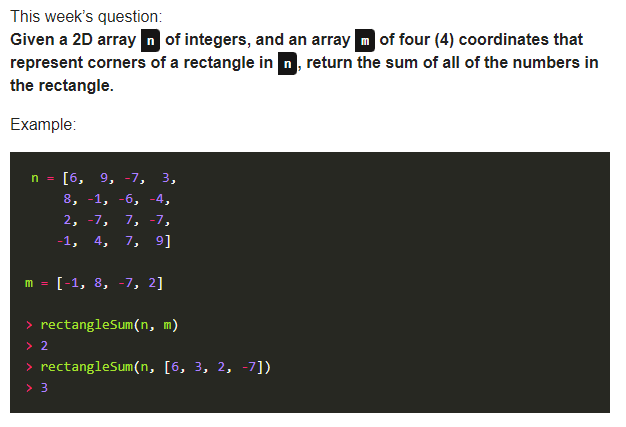 This week's question:
Given a 2D array n of integers, and an array m of four (4) coordinates that
represent corners of a rectangle in n, return the sum of all of the numbers in
the rectangle.
Example:
n = [6, 9, -7, 3,
8, -1, -6, -4,
2, -7, 7, -7,
-1, 4, 7, 9]
m = [-1, 8, -7, 2]
> rectangleSum(n, m)
> 2
> rectangleSum(n, [6, 3, 2, -7])
> 3